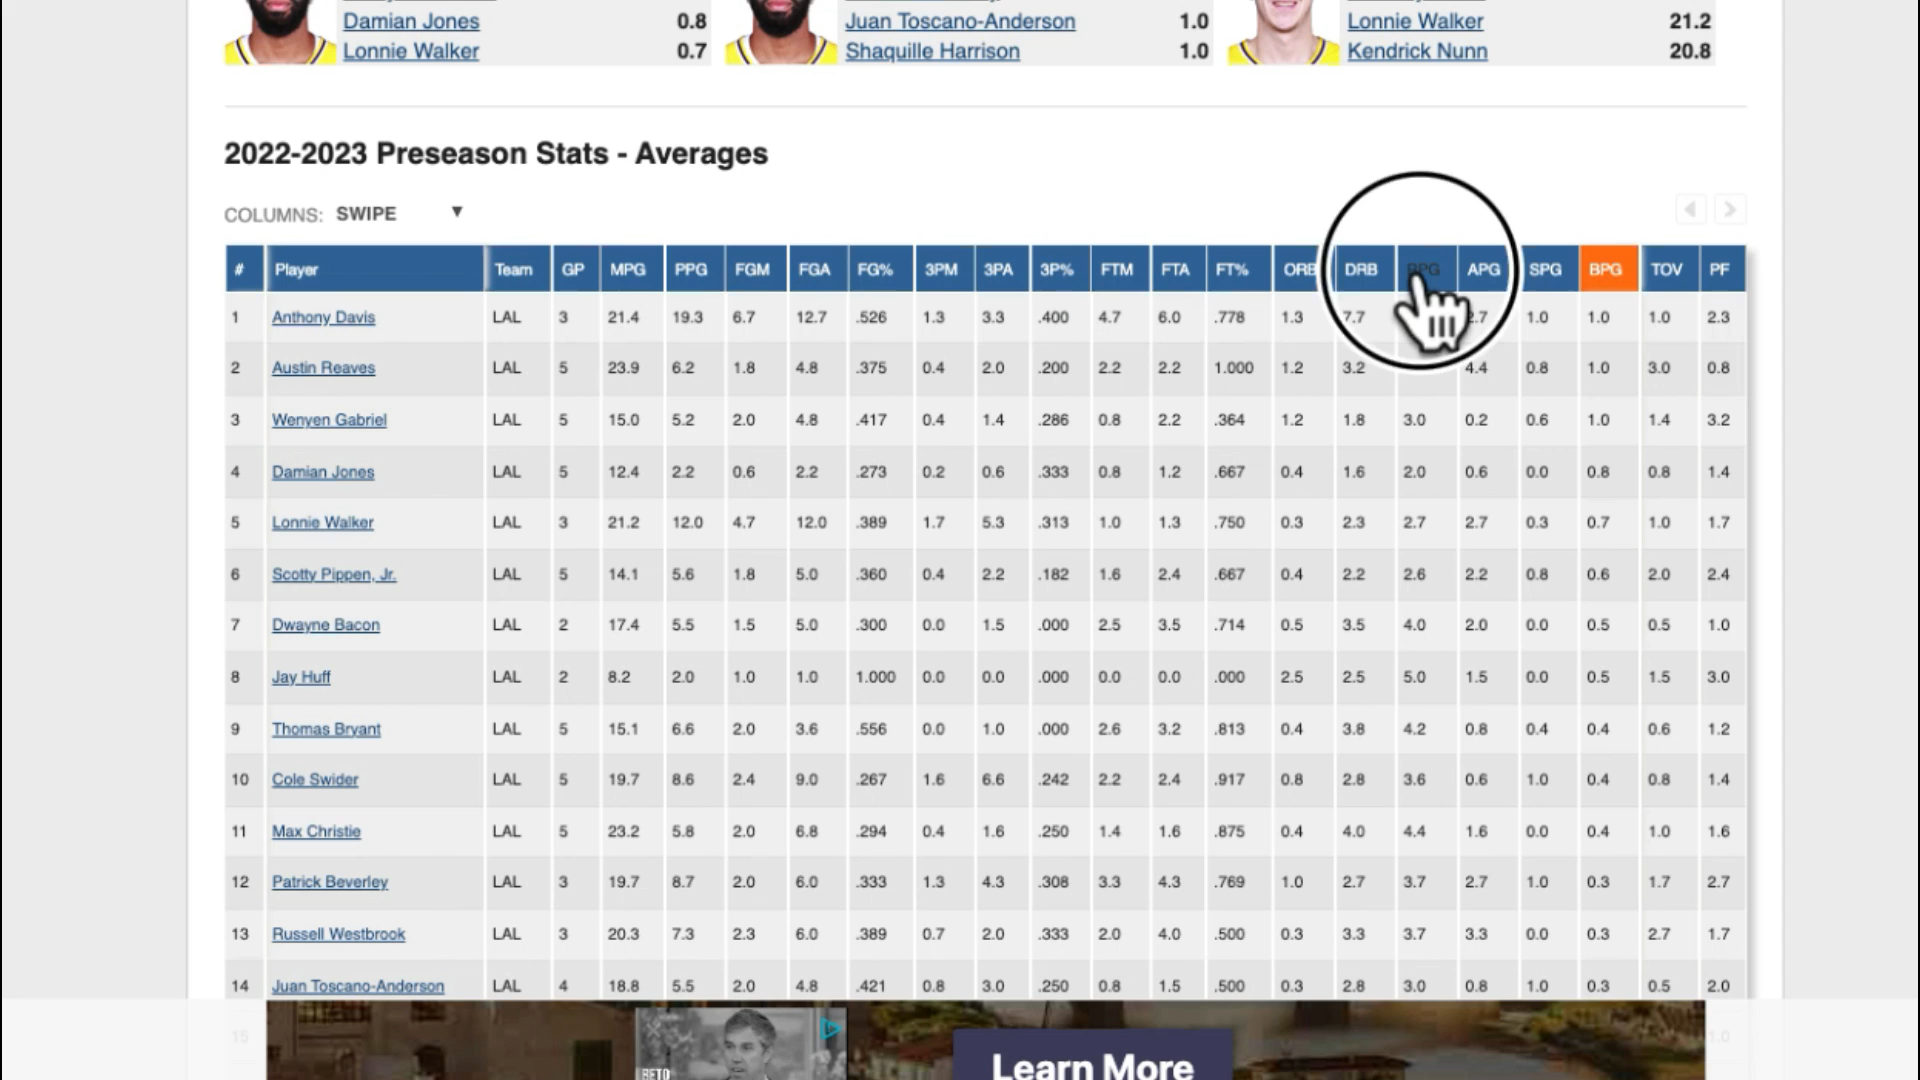 Damian Jones 0.8 Juan Toscano-Anderson 1.0 Lonnie Walker 21.2
Lonnie Walker 0.7 Shaquille Harrison 1.0 Kendrick Nunn 20.8
2022-2023 Preseason Stats - Averages
COLUMNS: SWIPE
# Player Team GP MPG PPG FGM FGA FG% 3PM 3PA 3P% FTM FTA FT% ORB DRB RPG APG SPG BPG TOV PF
1 Anthony Davis LAL 3 21.4 19.3 6.7 12.7 .526 1.3 3.3 .400 4.7 6.0 .778 1.3 7.7 2.7 1.0 1.0 1.0 2.3
2 Austin Reaves LAL 5 23.9 6.2 1.8 4.8 .375 0.4 2.0 .200 2.2 2.2 1.000 1.2 3.2 4.4 0.8 1.0 3.0 0.8
3 Wenyen Gabriel LAL 5 15.0 5.2 2.0 4.8 .417 0.4 1.4 .286 0.8 2.2 .364 1.2 1.8 3.0 0.2 0.6 1.0 1.4 3.2
4 Damian Jones LAL 5 12.4 2.2 0.6 2.2 .273 0.2 0.6 .333 0.8 1.2 .667 0.4 1.6 2.0 0.6 0.0 0.8 0.8 1.4
5 Lonnie Walker LAL 3 21.2 12.0 4.7 12.0 .389 1.7 5.3 .313 1.0 1.3 .750 0.3 2.3 2.7 2.7 0.3 0.7 1.0 1.7
6 Scotty Pippen, Jr. LAL 5 14.1 5.6 1.8 5.0 .360 0.4 2.2 .182 1.6 2.4 .667 0.4 2.2 2.6 2.2 0.8 0.6 2.0 2.4
7 Dwayne Bacon LAL 2 17.4 5.5 1.5 5.0 .300 0.0 1.5 .000 2.5 3.5 .714 0.5 3.5 4.0 2.0 0.0 0.5 0.5 1.0
8 Jay Huff LAL 2 8.2 2.0 1.0 1.0 1.000 0.0 0.0 .000 0.0 0.0 .000 2.5 2.5 5.0 1.5 0.0 0.5 1.5 3.0
9 Thomas Bryant LAL 5 15.1 6.6 2.0 3.6 .556 0.0 1.0 .000 2.6 3.2 .813 0.4 3.8 4.2 0.8 0.4 0.4 0.6 1.2
10 Cole Swider LAL 5 19.7 8.6 2.4 9.0 .267 1.6 6.6 .242 2.2 2.4 .917 0.8 2.8 3.6 0.6 1.0 0.4 0.8 1.4
11 Max Christie LAL 5 23.2 5.8 2.0 6.8 .294 0.4 1.6 .250 1.4 1.6 .875 0.4 4.0 4.4 1.6 0.0 0.4 1.0 1.6
12 Patrick Beverley LAL 3 19.7 8.7 2.0 6.0 .333 1.3 4.3 .308 3.3 4.3 .769 1.0 2.7 3.7 2.7 1.0 0.3 1.7 2.7
13 Russell Westbrook LAL 3 20.3 7.3 2.3 6.0 .389 0.7 2.0 .333 2.0 4.0 .500 0.3 3.3 3.7 3.3 0.0 0.3 2.7 1.7
14 Juan Toscano-Anderson LAL 4 18.8 5.5 2.0 4.8 .421 0.8 3.0 .250 0.8 1.5 .500 0.3 2.8 3.0 0.8 1.0 0.3 0.5 2.0
15 1.0
BETO
Learn More